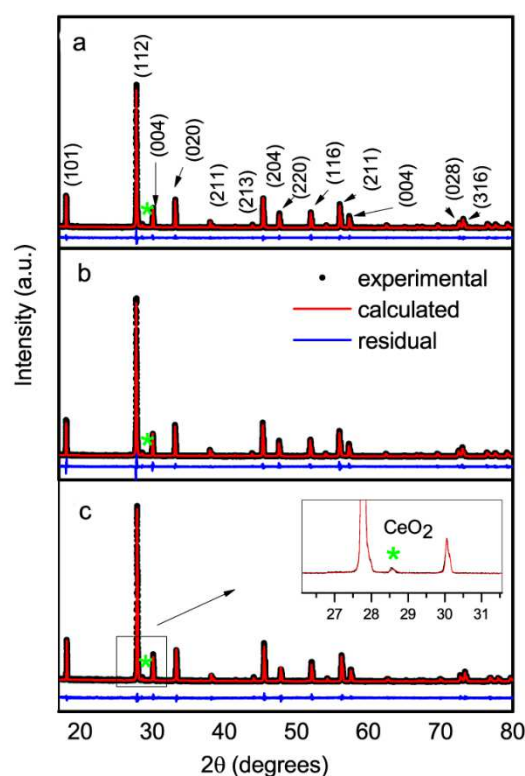 a
(101)
(112)
*
(004)
(020)
(211)
(213)
(204)
(220)
(116)
(211)
(004)
(028)
(316)
b
experimental
calculated
residual
*
c
*
CeO2
*
27 28 29 30 31
Intensity (a.u.)
20 30 40 50 60 70 80
2θ (degrees)